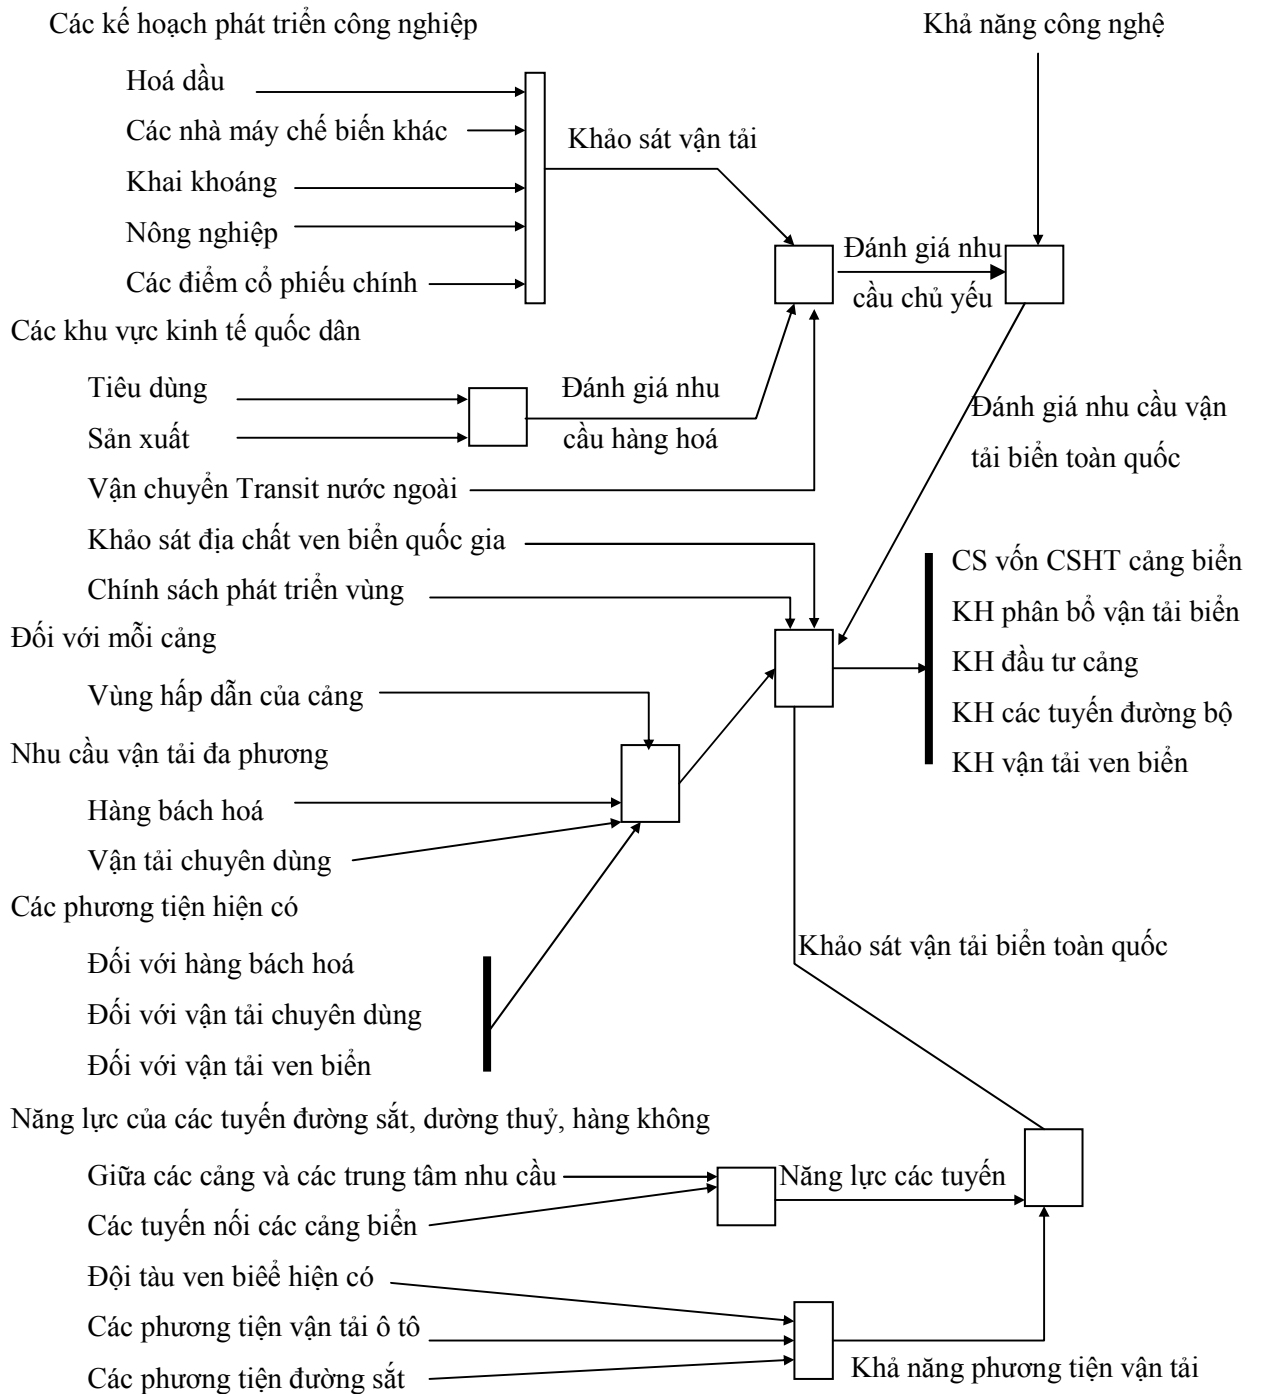 Các kế hoạch phát triển công nghiệp
Khả năng công nghệ
Hoá dầu
Các nhà máy chế biến khác
Khảo sát vận tải
Khai khoáng
Nông nghiệp
Đánh giá nhu
cầu chủ yếu
Các điểm cổ phiếu chính
Các khu vực kinh tế quốc dân
Tiêu dùng
Sản xuất
Đánh giá nhu
cầu hàng hoá
Đánh giá nhu cầu vận
tải biển toàn quốc
Vận chuyển Transit nước ngoài
Khảo sát địa chất ven biển quốc gia
Chính sách phát triển vùng
CS vốn CSHT cảng biển
KH phân bổ vận tải biển
KH đầu tư cảng
KH các tuyến đường bộ
KH vận tải ven biển
Đối với mỗi cảng
Vùng hấp dẫn của cảng
Nhu cầu vận tải đa phương
Hàng bách hoá
Vận tải chuyên dùng
Các phương tiện hiện có
Đối với hàng bách hoá
Đối với vận tải chuyên dùng
Đối với vận tải ven biển
Khảo sát vận tải biển toàn quốc
Năng lực của các tuyến đường sắt, dường thuỷ, hàng không
Giữa các cảng và các trung tâm nhu cầu
Năng lực các tuyến
Các tuyến nối các cảng biển
Đội tàu ven biêể hiện có
Các phương tiện vận tải ô tô
Các phương tiện đường sắt
Khả năng phương tiện vận tải